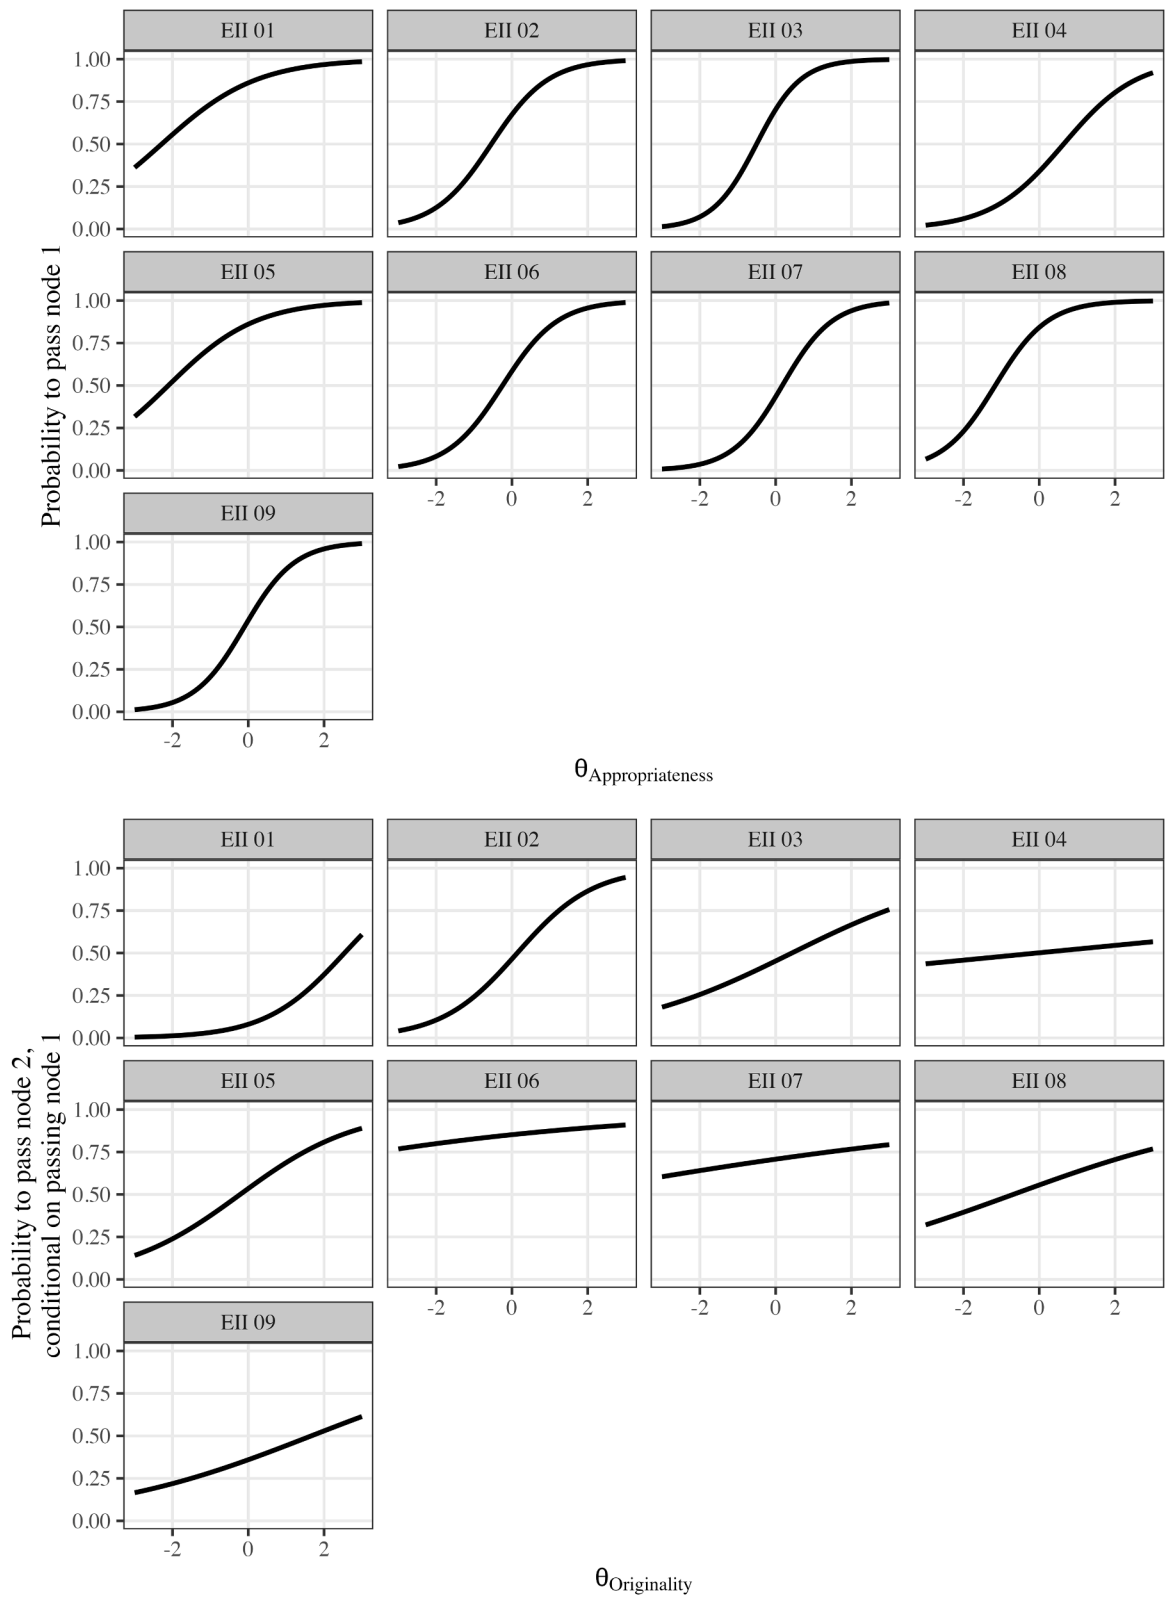 EII 01 EII 02 EII 03 EII 04
1.00
0.75
0.50
0.25
0.00
EII 05 EII 06 EII 07 EII 08
1.00
0.75
0.50
0.25
0.00
-2 0 2 -2 0 2 -2 0 2
EII 09
1.00
0.75
0.50
0.25
0.00
-2 0 2
Probability to pass node 1
θAppropriateness
EII 01 EII 02 EII 03 EII 04
1.00
0.75
0.50
0.25
0.00
EII 05 EII 06 EII 07 EII 08
1.00
0.75
0.50
0.25
0.00
-2 0 2 -2 0 2 -2 0 2
EII 09
1.00
0.75
0.50
0.25
0.00
-2 0 2
Probability to pass node 2,
conditional on passing node 1
θOriginality